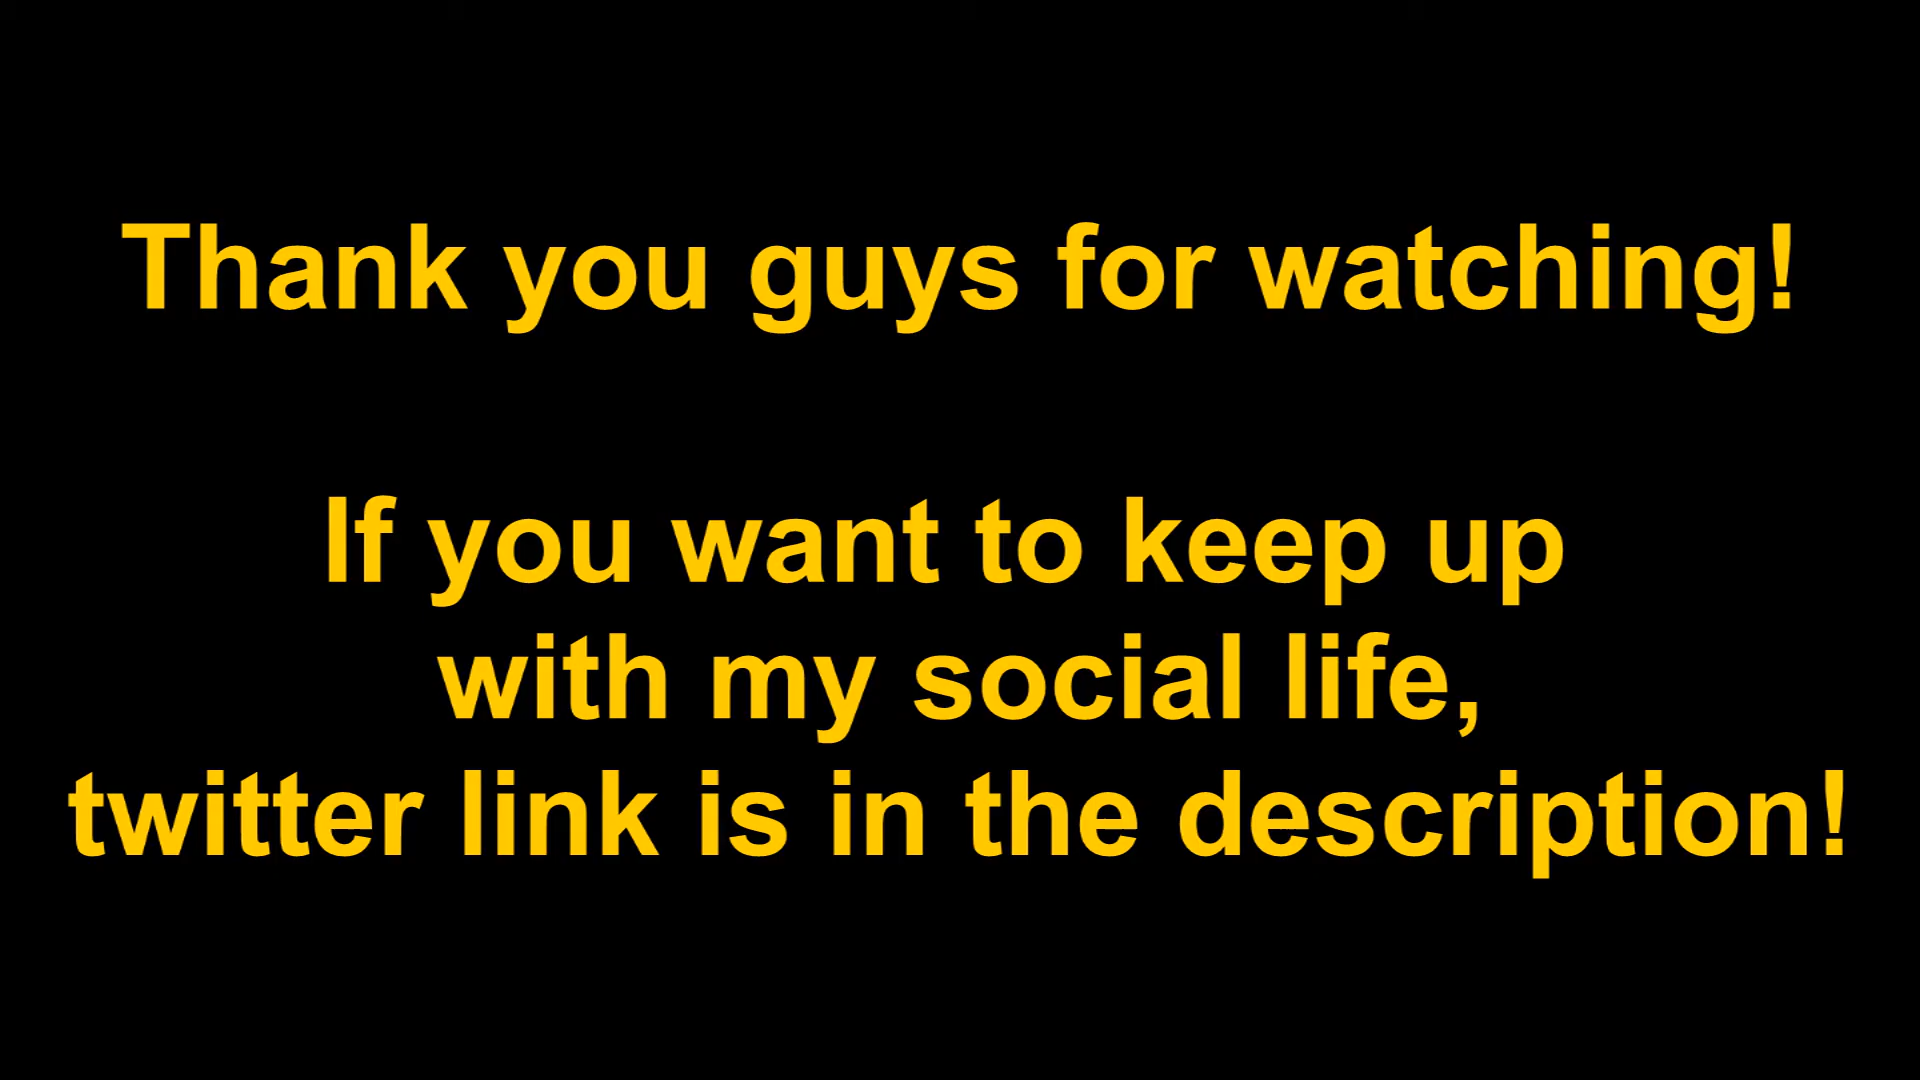 Thank you guys for watching!
If you want to keep up
with my social life,
twitter link is in the description!